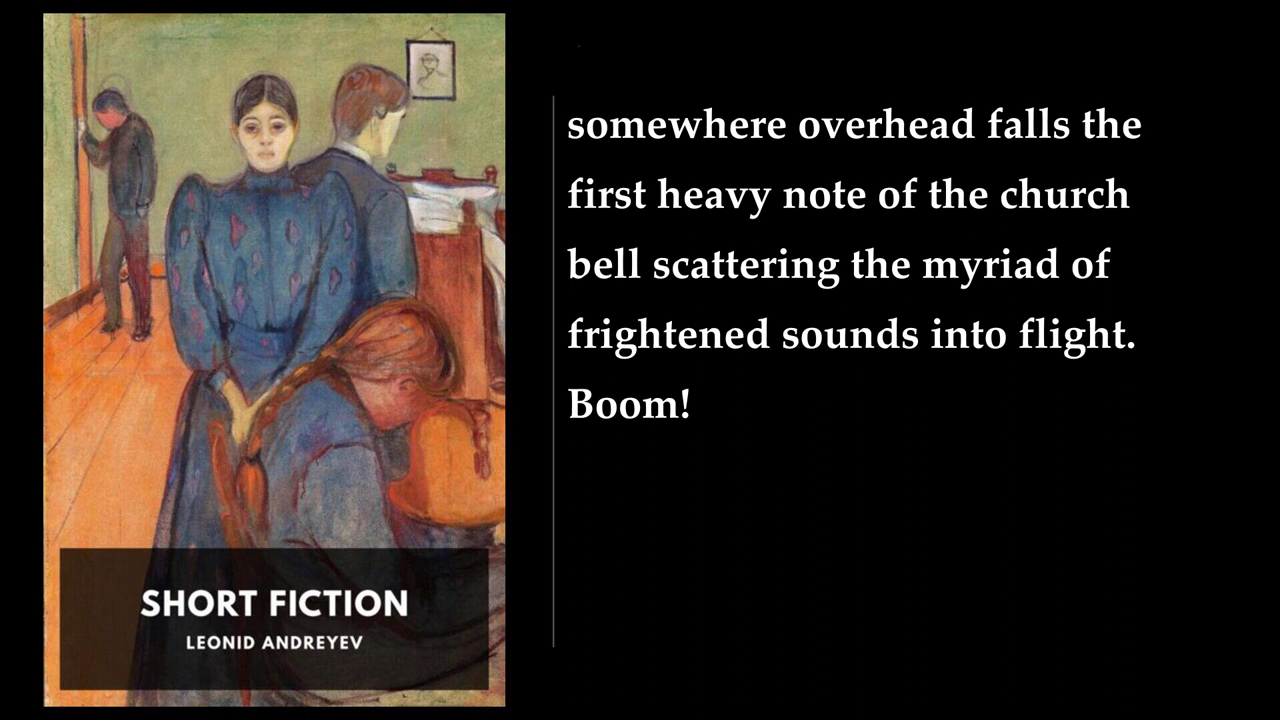 somewhere overhead falls the
first heavy note of the church
bell scattering the myriad of
frightened sounds into flight.
Boom!
SHORT FICTION
LEONID ANDREYEV